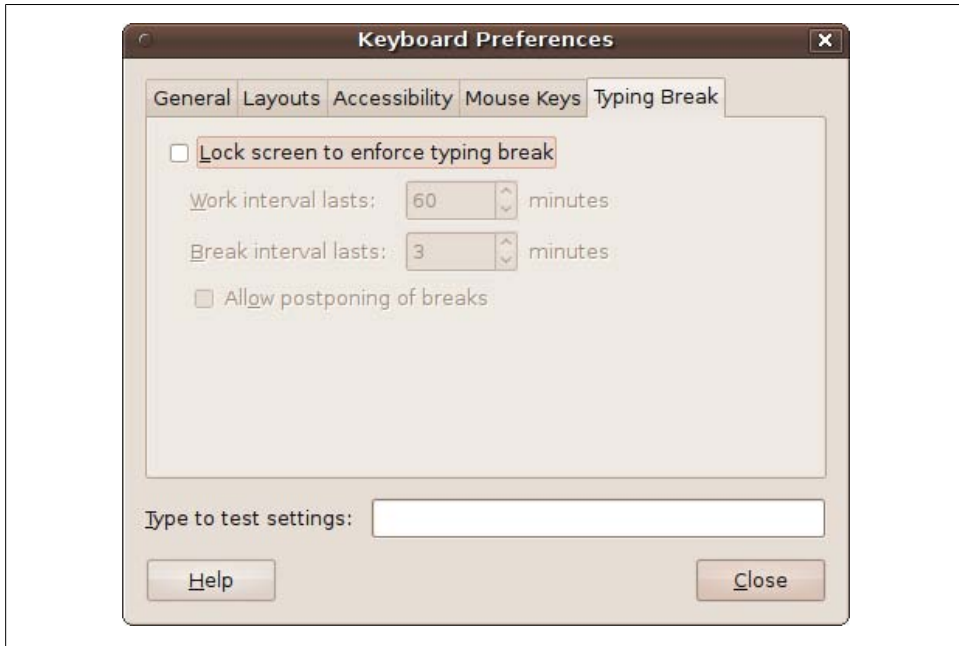 Keyboard Preferences
General Layouts Accessibility Mouse Keys Typing Break
Lock screen to enforce typing break
Work interval lasts: 60 minutes
Break interval lasts: 3 minutes
Allow postponing of breaks
Type to test settings:
Help Close